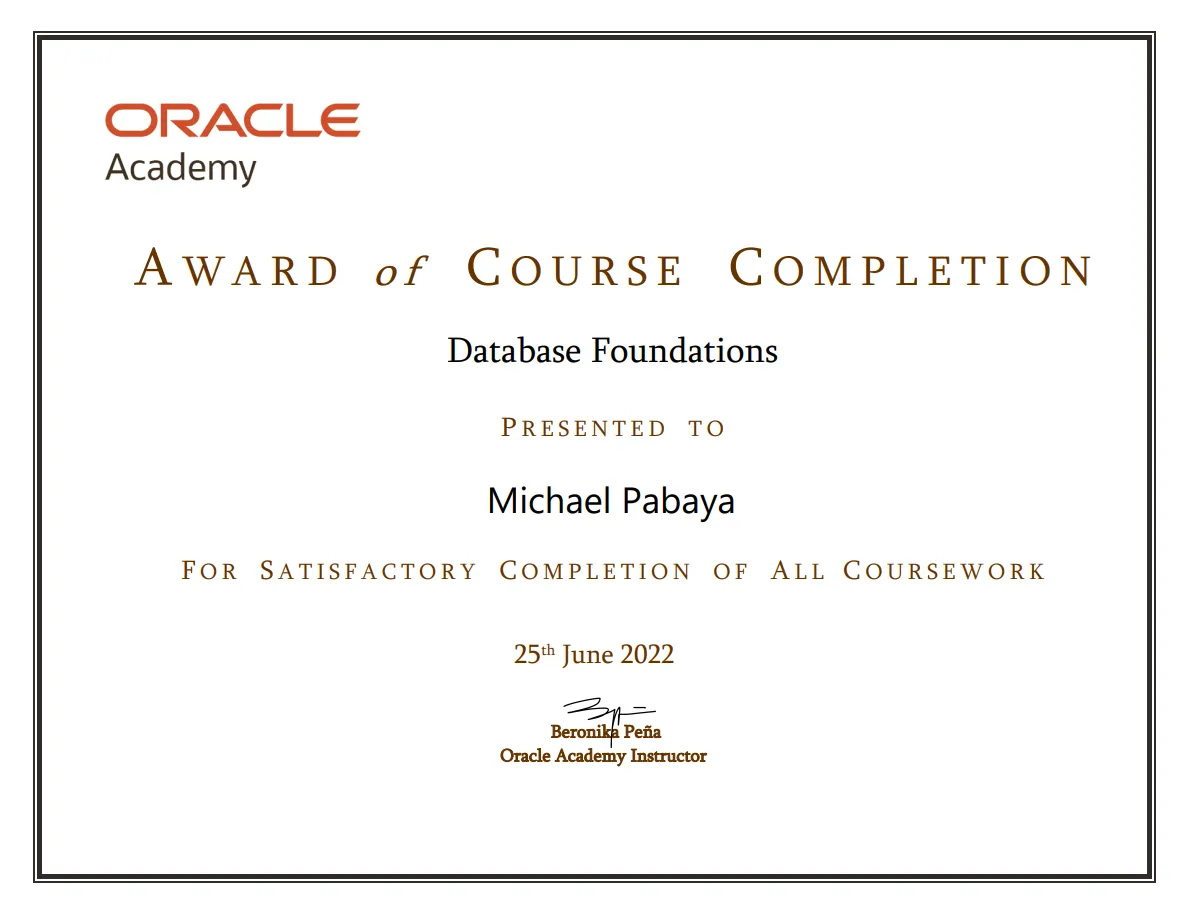 ORACLE
Academy
AWARD of COURSE COMPLETION
Database Foundations
PRESENTED TO
Michael Pabaya
FOR SATISFACTORY COMPLETION OF ALL COURSEWORK
25th June 2022
Beronika Peña
Oracle Academy Instructor